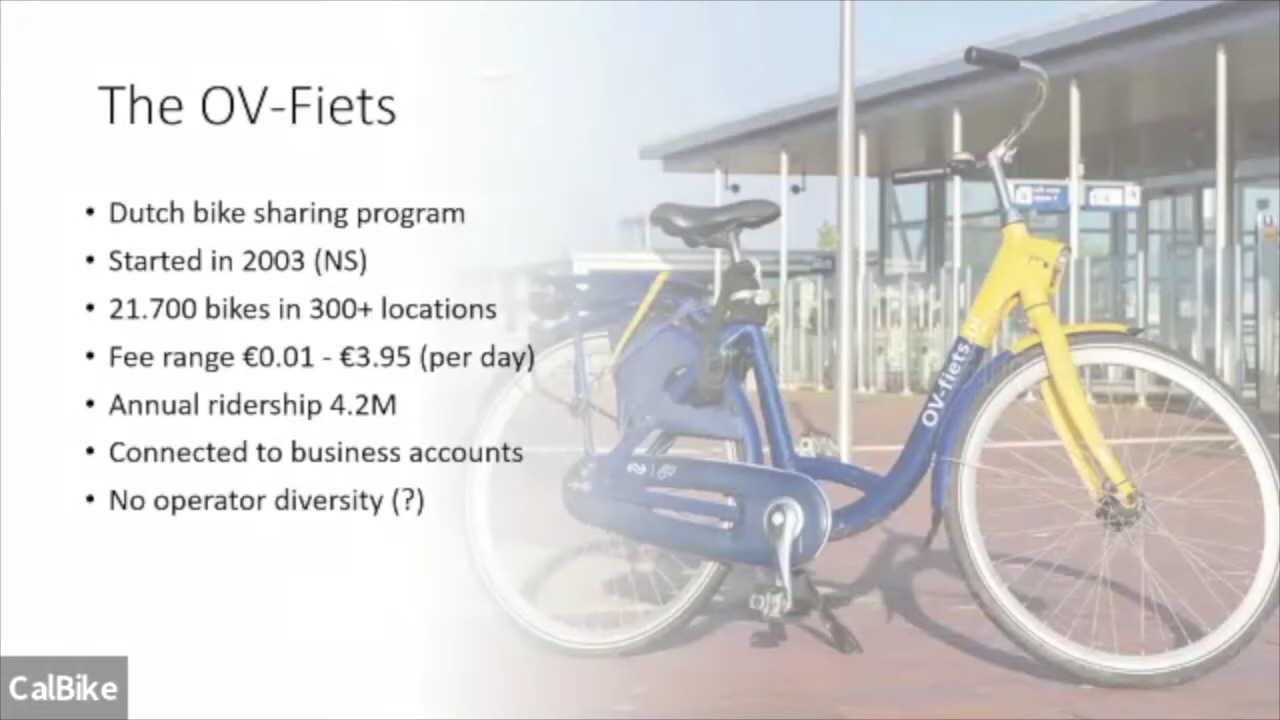 The OV-Fiets
• Dutch bike sharing program
• Started in 2003 (NS)
• 21.700 bikes in 300+ locations
• Fee range €0.01 - €3.95 (per day)
• Annual ridership 4.2M
• Connected to business accounts
• No operator diversity (?)
OV-fiets
CalBike